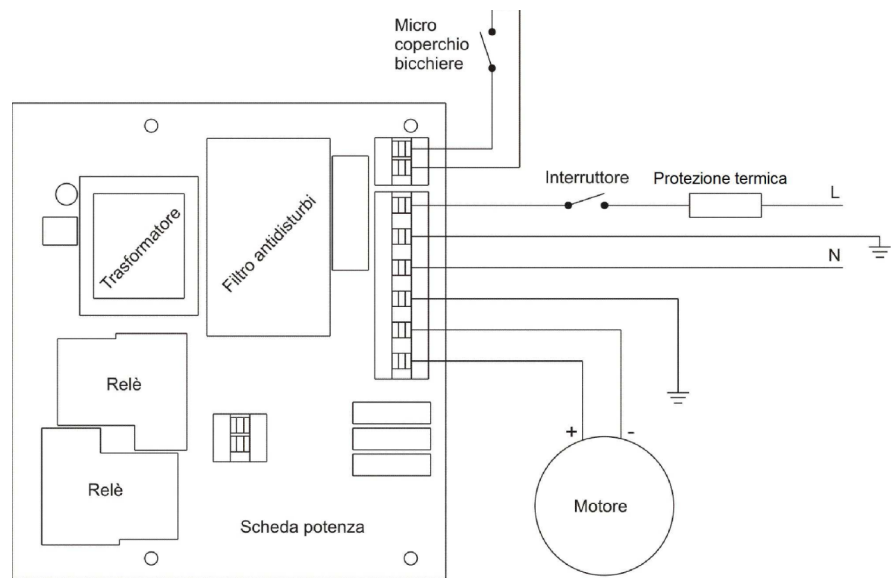 Micro
coperchio
bicchiere
Interruttore
Protezione termica
L
N
Trasformatore
Filtro antidisturbi
Relè
Relè
+
-
Motore
Scheda potenza